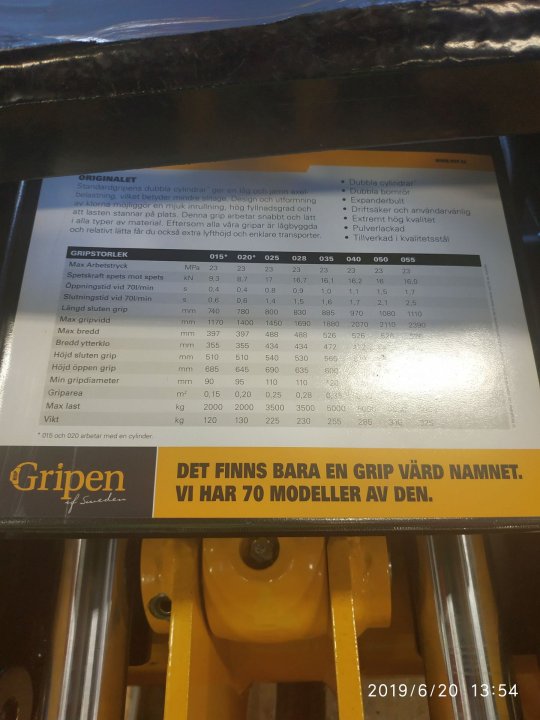 ORIGINALET
Standardgripens dubbla cylindrar ger en låg och jämn axel-
belastning, vilket betyder mindre slitage. Design och utformning
av klorna möjliggör en mjuk inrullning, hög fyllnadsgrad och
att lasten stannar på plats. Denna grip arbetar snabbt och lätt
i alla typer av material. Eftersom alla våra gripar är lågbyggda
och relativt lätta får du också extra lyfthöjd och enklare transporter.
• Dubbla cylindrar*
• Dubbla bomrör
• Expanderbult
• Driftsäker och användarvänlig
• Extremt hög kvalitet
• Pulverlackad
• Tillverkad i kvalitetsstål
GRIPSTORLEK 015* 020* 025 028 035 040 050 055
Max Arbetstryck MPa 23 23 23 23 23 23 23 23
Spetskraft spets mot spets kN 9,3 8,7 17 16,7 16,1 16,2 16 16,9
Öppningstid vid 70l/min s 0,4 0,4 0,8 0,9 1,0 1,1 1,5 1,7
Slutningstid vid 70l/min s 0,6 0,6 1,4 1,5 1,6 1,7 2,1 2,5
Längd sluten grip mm 740 780 800 830 885 970 1080 1110
Max gripvidd mm 1170 1400 1450 1690 1880 2070 2110 2390
Max bredd mm 397 397 488 488 526 526 526
Bredd ytterklo mm 355 355 434 434 472
Höjd sluten grip mm 510 510 540 530 565
Höjd öppen grip mm 685 645 690 635 600
Min gripdiameter mm 90 95 110 110 120
Griparea m² 0,15 0,20 0,25 0,28
Max last kg 2000 2000 3500 3500 6000
Vikt kg 120 130 225 230 255 285 325
* 015 och 020 arbetar med en cylinder.
Gripen
of Sweden
DET FINNS BARA EN GRIP VÄRD NAMNET.
VI HAR 70 MODELLER AV DEN.
2019/6/20 13:54